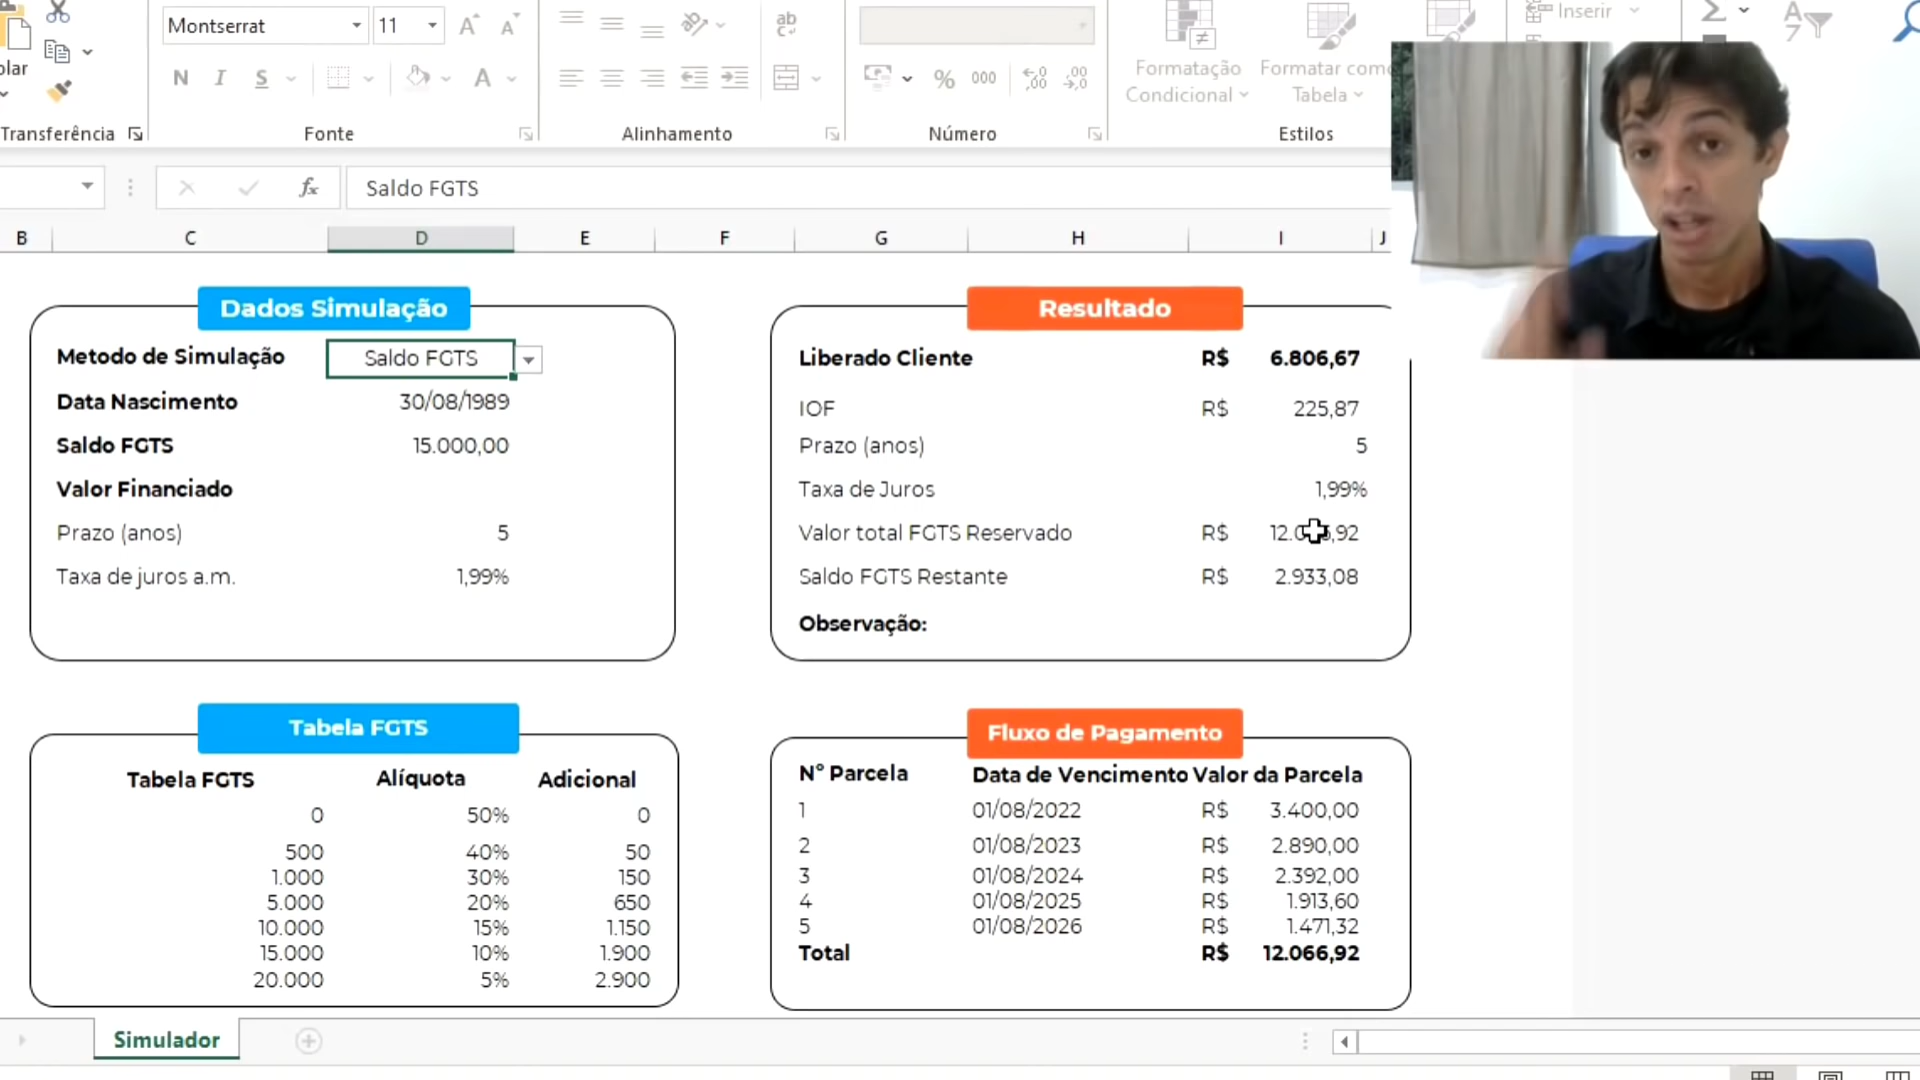 Montserrat 11
ab
N I S A % 000
olar
Formatação Condicional
Formatar como Tabela
Inserir
Transferência Fonte Alinhamento Número Estilos
fx Saldo FGTS
B C D E F G H I J
Dados Simulação
Metodo de Simulação Saldo FGTS
Data Nascimento 30/08/1989
Saldo FGTS 15.000,00
Valor Financiado
Prazo (anos) 5
Taxa de juros a.m. 1,99%
Resultado
Liberado Cliente R$ 6.806,67
IOF R$ 225,87
Prazo (anos) 5
Taxa de Juros 1,99%
Valor total FGTS Reservado R$
Saldo FGTS Restante R$ 2.933,08
Observação:
Tabela FGTS
Tabela FGTS Alíquota Adicional
0 50% 0
500 40% 50
1.000 30% 150
5.000 20% 650
10.000 15% 1.150
15.000 10% 1.900
20.000 5% 2.900
Fluxo de Pagamento
N° Parcela Data de Vencimento Valor da Parcela
1 01/08/2022 R$ 3.400,00
2 01/08/2023 R$ 2.890,00
3 01/08/2024 R$ 2.392,00
4 01/08/2025 R$ 1.913,60
5 01/08/2026 R$ 1.471,32
Total R$ 12.066,92
Simulador